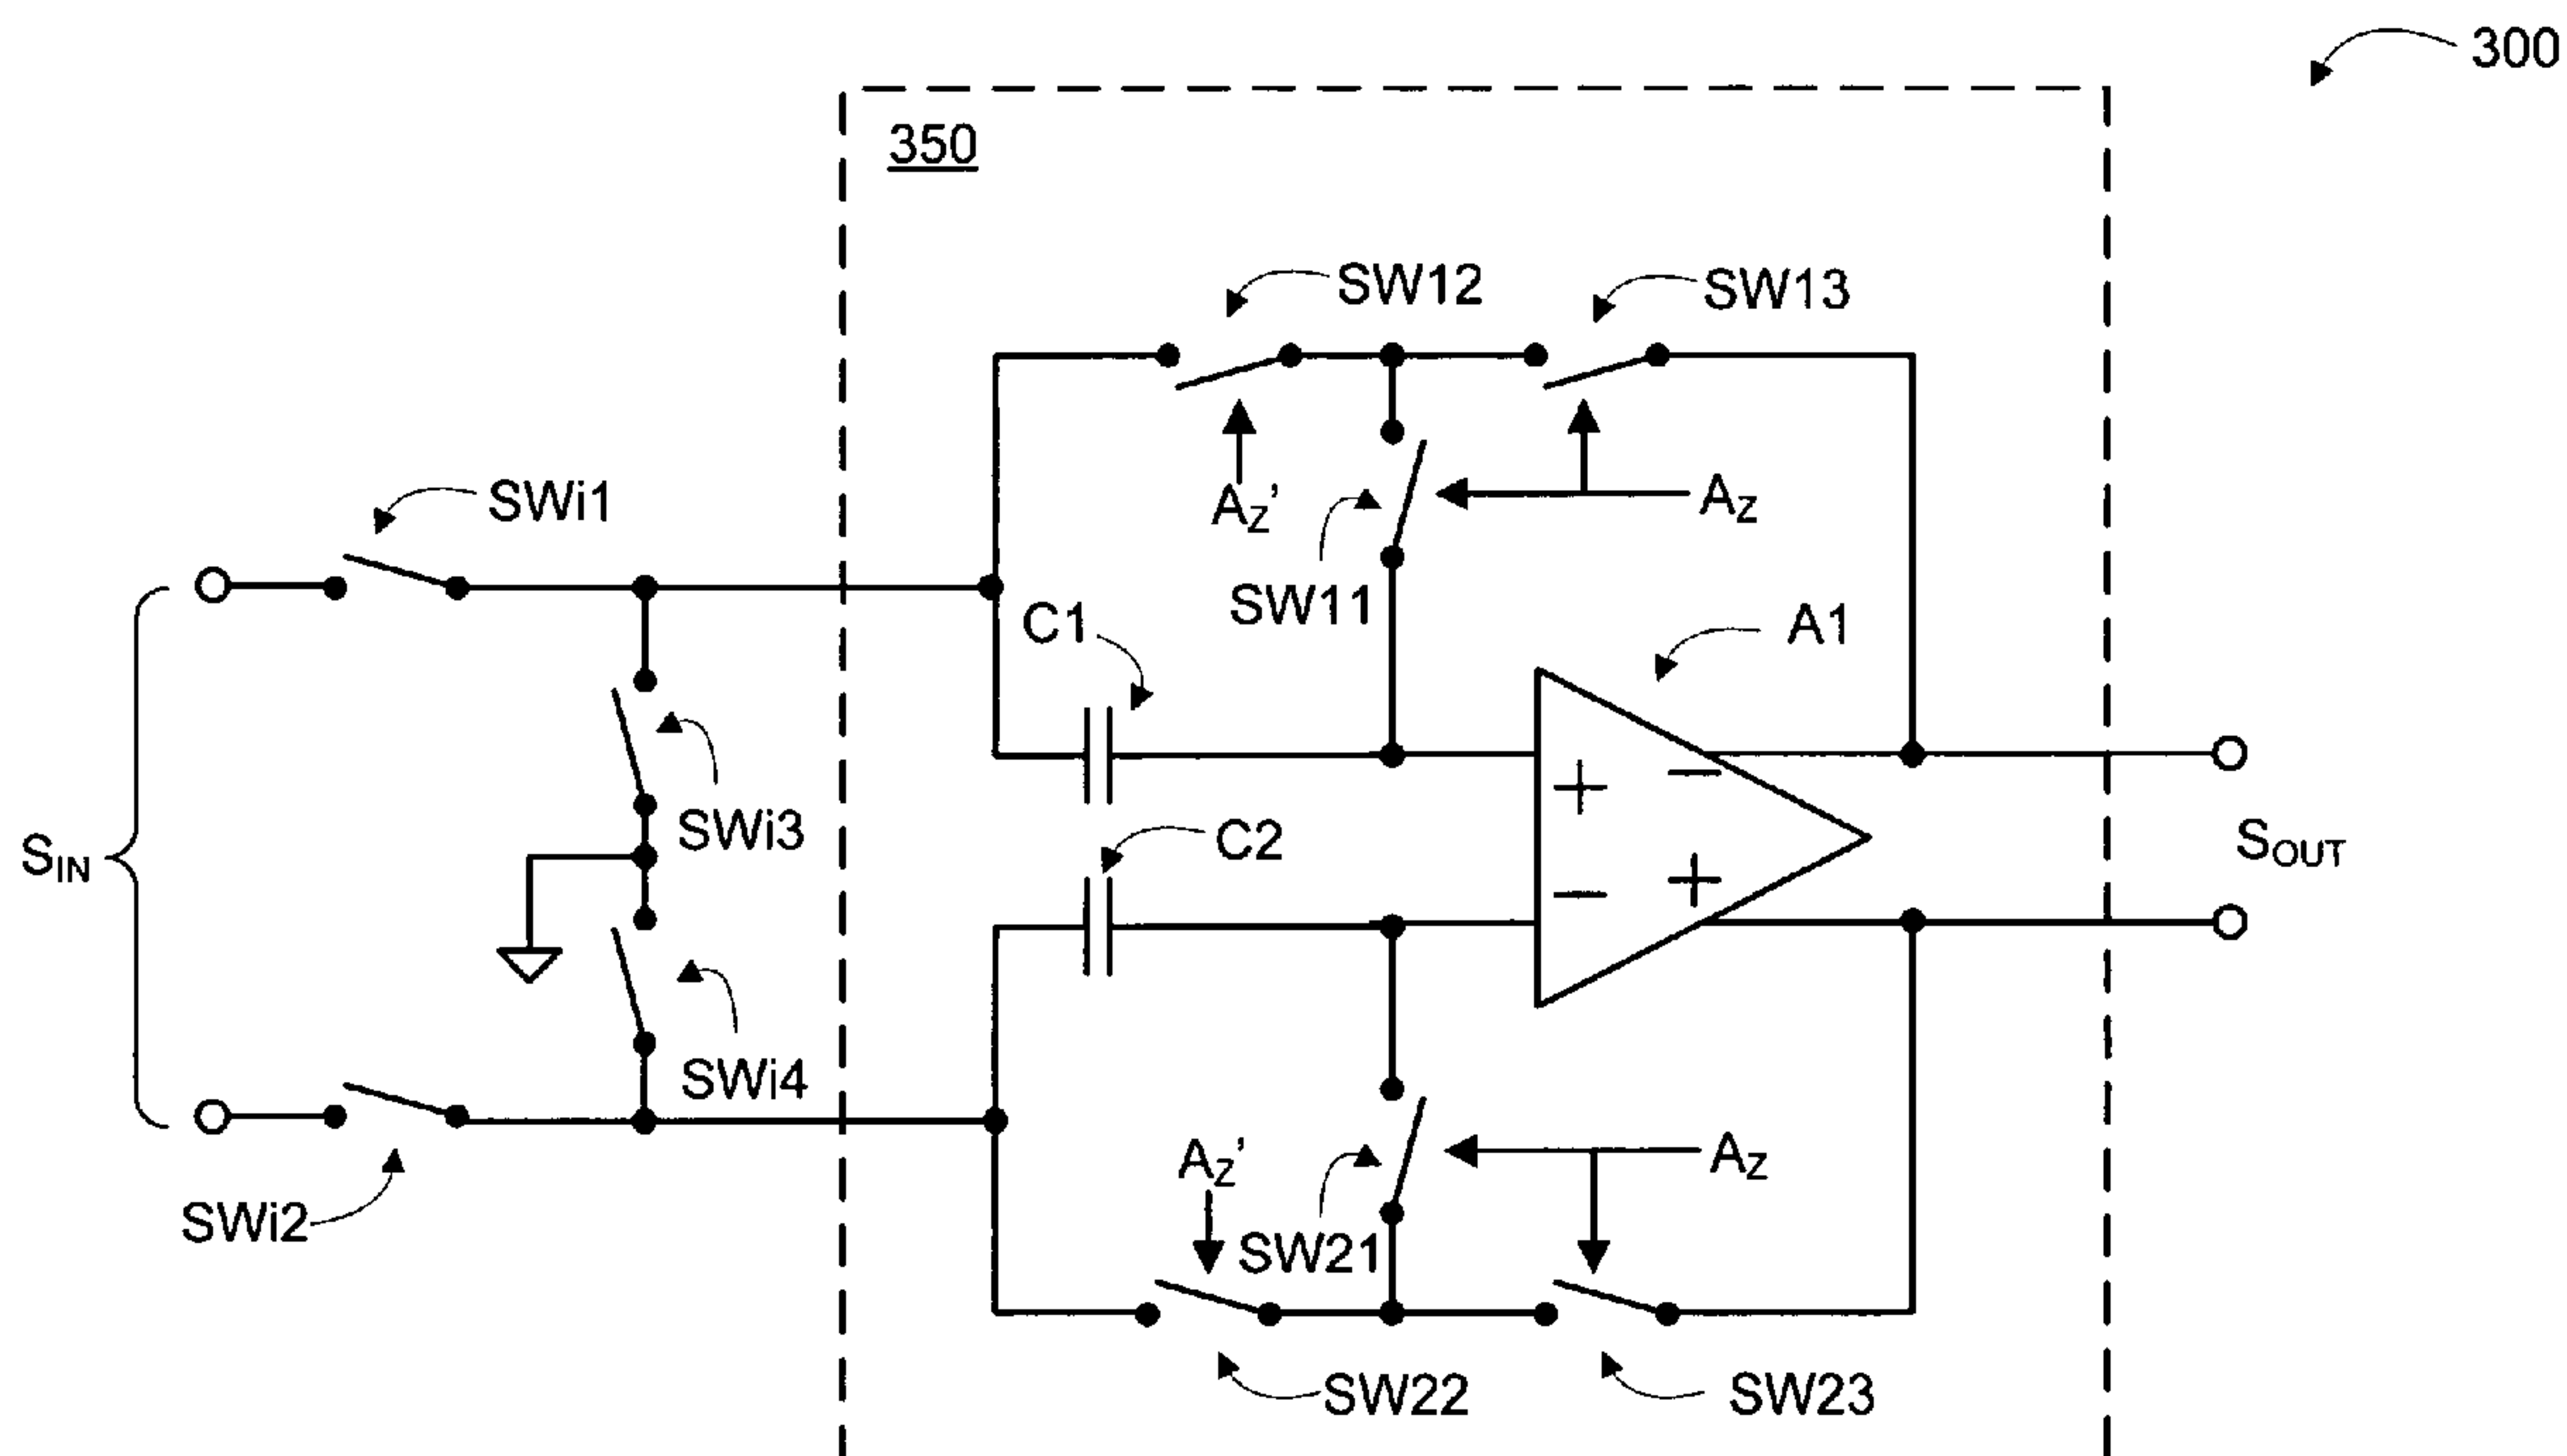 300
350
SW12
SW13
SWi1
AZ'
AZ
SW11
C1
A1
SWi3
C2
SIN
SOUT
SWi4
AZ'
AZ
SWi2
SW21
SW22
SW23